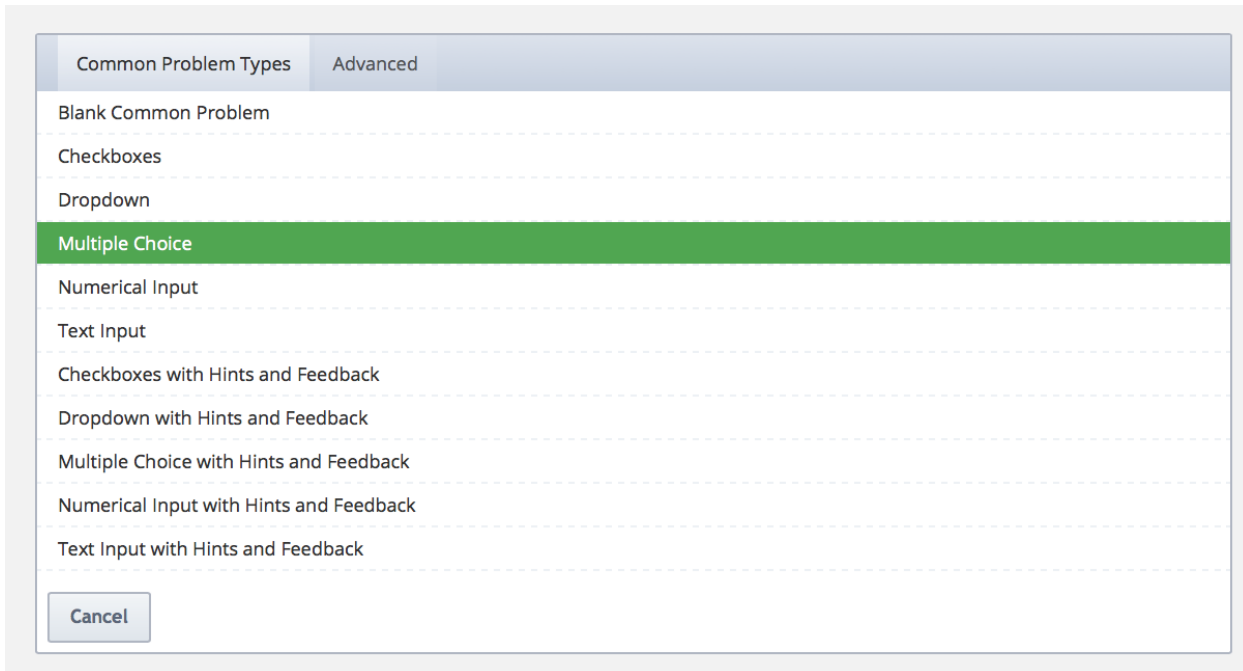 Common Problem Types Advanced
Blank Common Problem
Checkboxes
Dropdown
Multiple Choice
Numerical Input
Text Input
Checkboxes with Hints and Feedback
Dropdown with Hints and Feedback
Multiple Choice with Hints and Feedback
Numerical Input with Hints and Feedback
Text Input with Hints and Feedback
Cancel